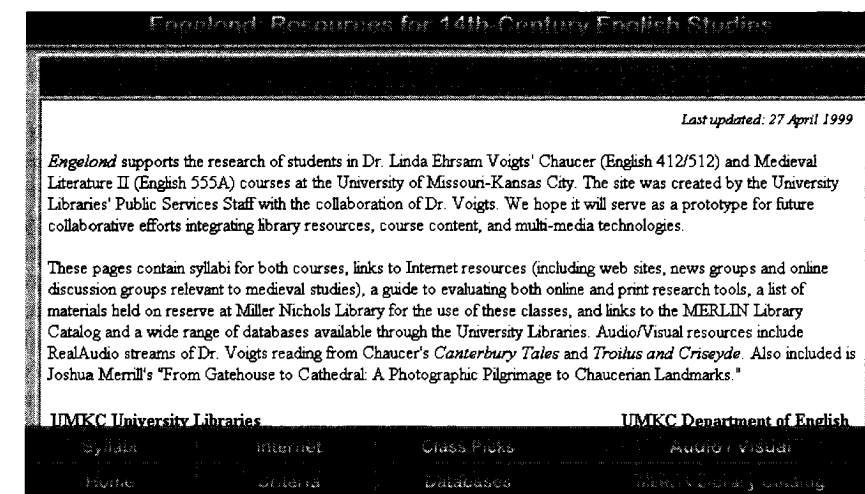 Engelond: Resources for 14th-Century English Studies
Last updated: 27 April 1999
Engelond supports the research of students in Dr. Linda Ehrsam Voigts' Chaucer (English 412/512) and Medieval
Literature II (English 555A) courses at the University of Missouri-Kansas City. The site was created by the University
Libraries' Public Services Staff with the collaboration of Dr. Voigts. We hope it will serve as a prototype for future
collaborative efforts integrating library resources, course content, and multi-media technologies.
These pages contain syllabi for both courses, links to Internet resources (including web sites, news groups and online
discussion groups relevant to medieval studies), a guide to evaluating both online and print research tools, a list of
materials held on reserve at Miller Nichols Library for the use of these classes, and links to the MERLIN Library
Catalog and a wide range of databases available through the University Libraries. Audio/Visual resources include
RealAudio streams of Dr. Voigts reading from Chaucer's Canterbury Tales and Troilus and Criseyde. Also included is
Joshua Merrill's "From Gatehouse to Cathedral: A Photographic Pilgrimage to Chaucerian Landmarks."
UMKC University Libraries UMKC Department of English
Syllabi Internet Class Picks Audio / Visual
Home Criteria Databases MERLIN Library Catalog